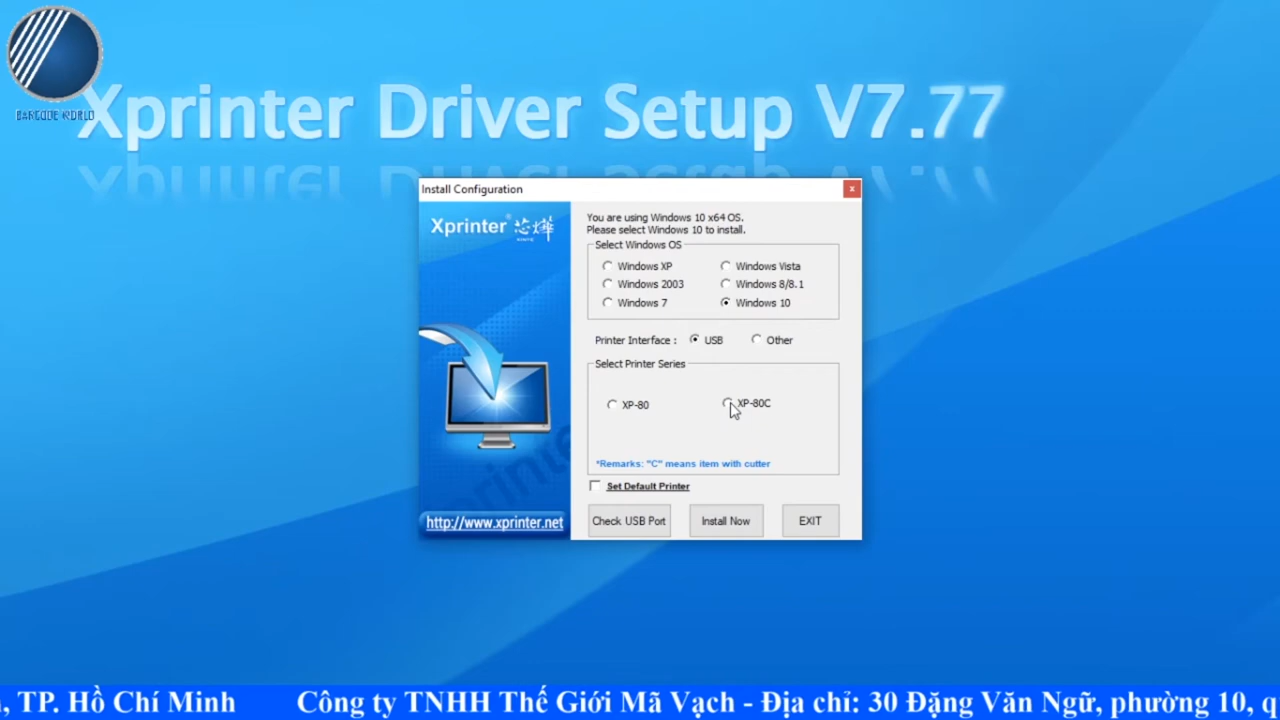 BARCODE WORLD
Xprinter Driver Setup V7.77
Install Configuration
x
Xprinter® 芯烨
You are using Windows 10 x64 OS.
Please select Windows 10 to install.
Select Windows OS
Windows XP
Windows Vista
Windows 2003
Windows 8/8.1
Windows 7
Windows 10
Printer Interface :
USB
Other
Select Printer Series
XP-80
XP-80C
*Remarks: "C" means item with cutter
Set Default Printer
http://www.xprinter.net
Check USB Port
Install Now
EXIT
, TP. Hồ Chí Minh Công ty TNHH Thế Giới Mã Vạch - Địa chỉ: 30 Đặng Văn Ngữ, phường 10, q